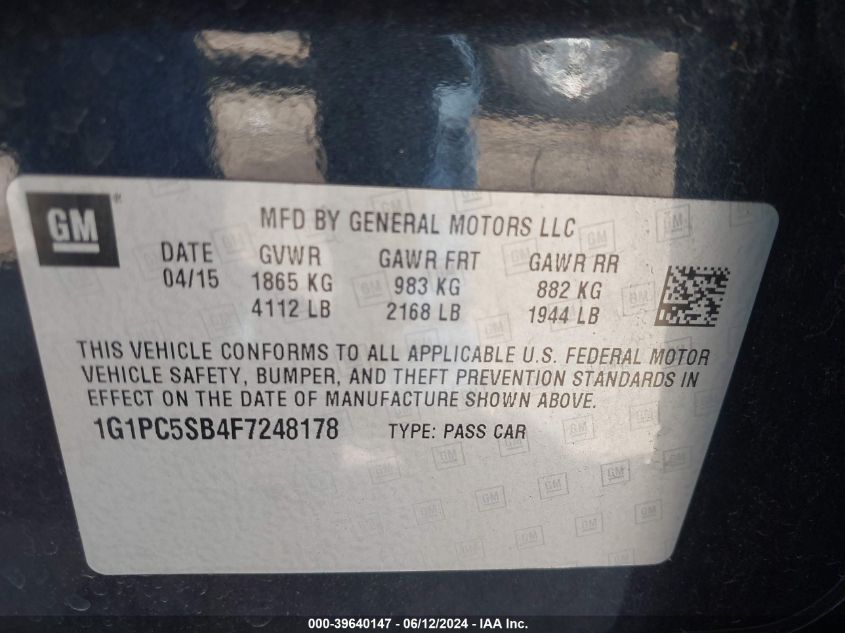 GM ®
MFD BY GENERAL MOTORS LLC
DATE GVWR GAWR FRT GAWR RR
04/15 1865 KG 983 KG 882 KG
4112 LB 2168 LB 1944 LB
THIS VEHICLE CONFORMS TO ALL APPLICABLE U.S. FEDERAL MOTOR
VEHICLE SAFETY, BUMPER, AND THEFT PREVENTION STANDARDS IN
EFFECT ON THE DATE OF MANUFACTURE SHOWN ABOVE.
1G1PC5SB4F7248178 TYPE: PASS CAR
000-39640147 - 06/12/2024 - IAA Inc.